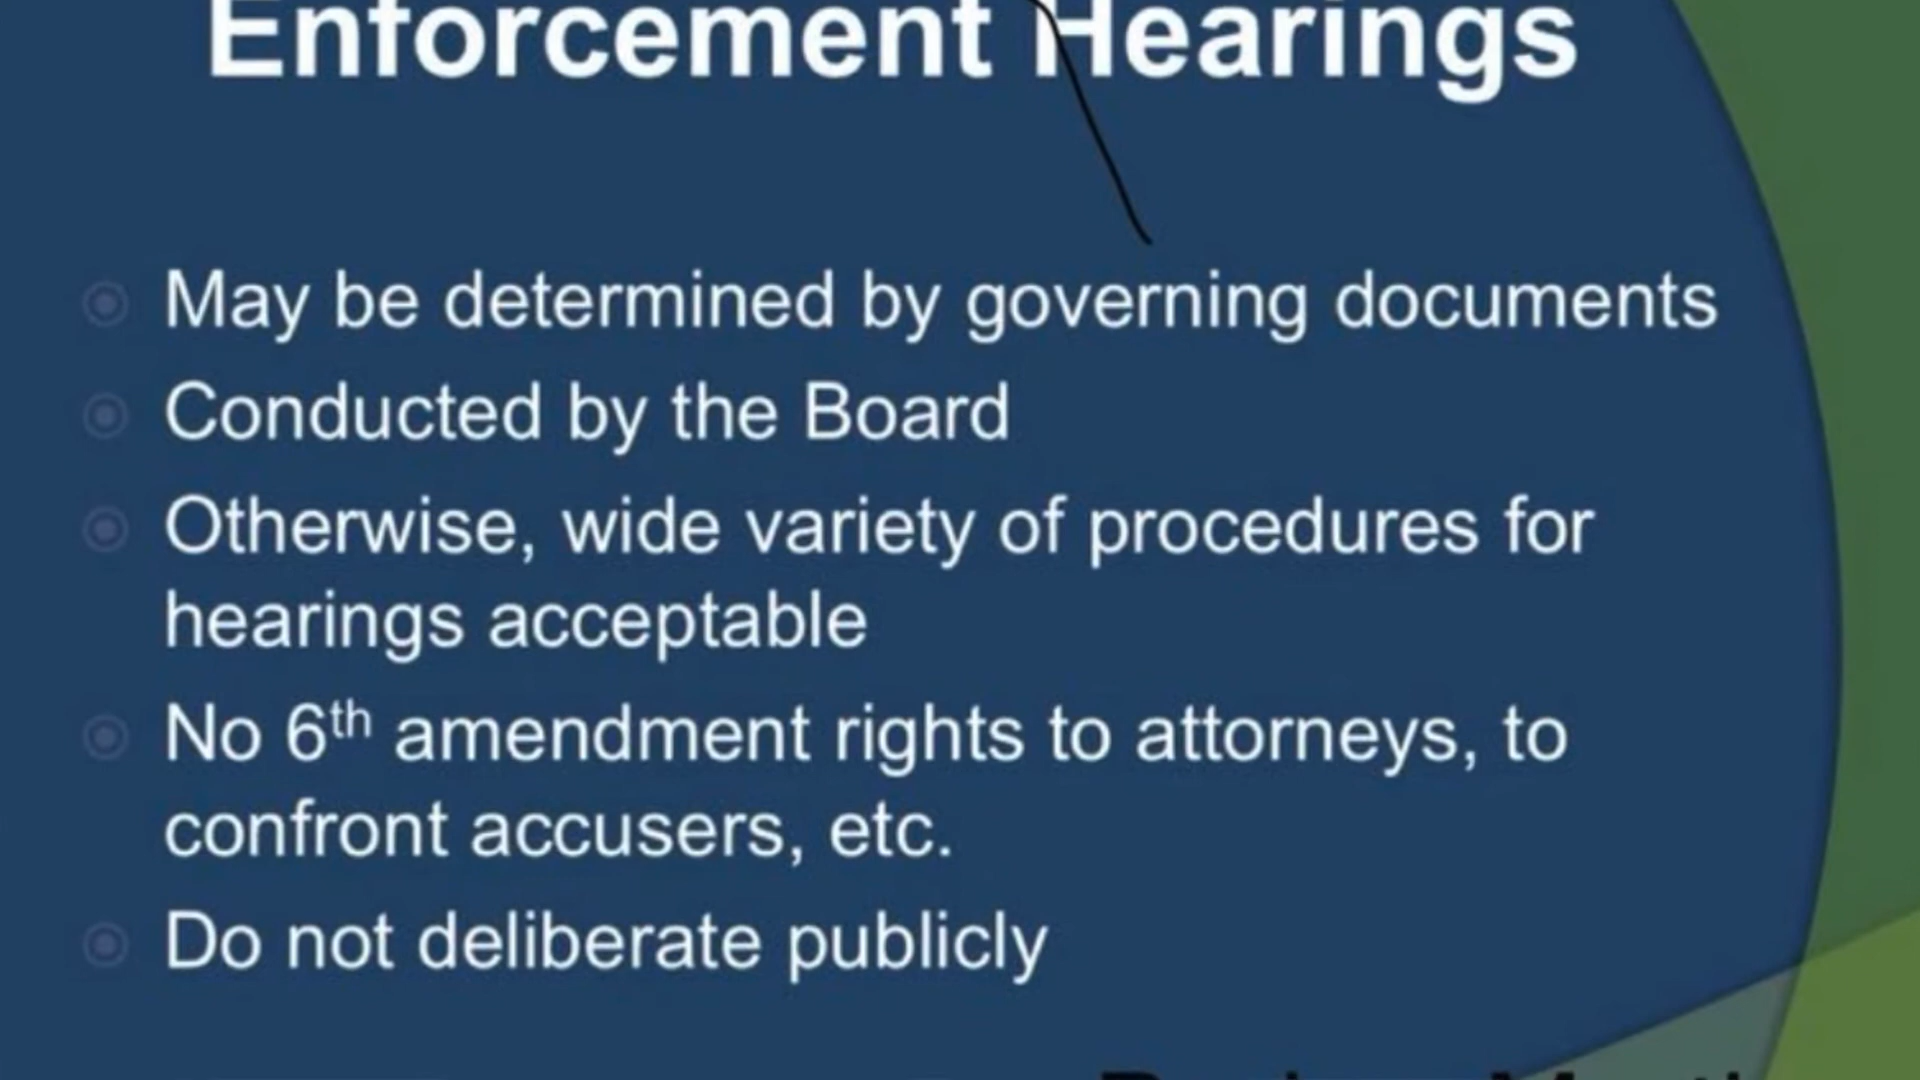 Enforcement Hearings
May be determined by governing documents
Conducted by the Board
Otherwise, wide variety of procedures for
hearings acceptable
No 6th amendment rights to attorneys, to
confront accusers, etc.
Do not deliberate publicly